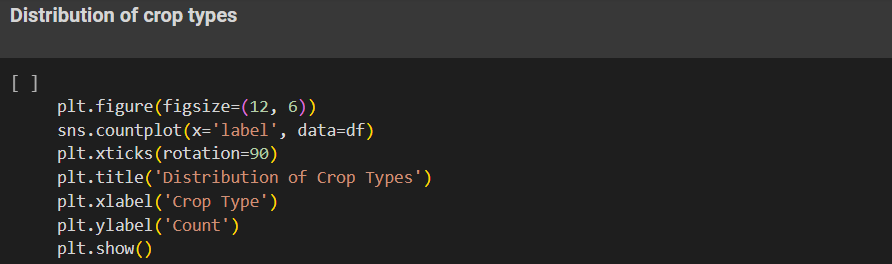 Distribution of crop types
[ ]
plt.figure(figsize=(12, 6))
sns.countplot(x='label', data=df)
plt.xticks(rotation=90)
plt.title('Distribution of Crop Types')
plt.xlabel('Crop Type')
plt.ylabel('Count')
plt.show()